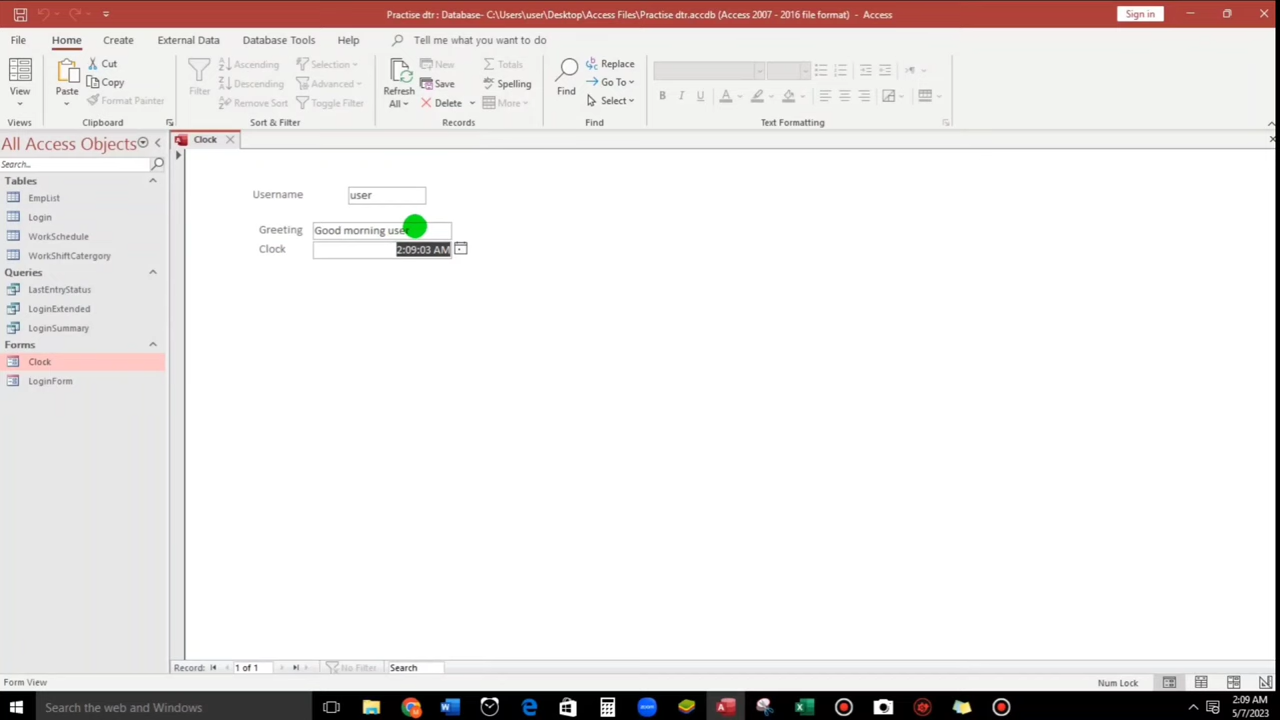 Practise dtr : Database- C:\Users\user\Desktop\Access Files\Practise dtr.accdb (Access 2007 - 2016 file format) - Access
Sign in
File Home Create External Data Database Tools Help Tell me what you want to do
View
Views
Paste
Cut
Copy
Format Painter
Clipboard
Filter
Ascending
Descending
Remove Sort
Selection
Advanced
Toggle Filter
Sort & Filter
Refresh
All
New
Save
Delete
Totals
Spelling
More
Records
Find
Replace
Go To
Select
Find
B I U
A
Text Formatting
All Access Objects
Search...
Tables
EmpList
Login
WorkSchedule
WorkShiftCatergory
Queries
LastEntryStatus
LoginExtended
LoginSummary
Forms
Clock
LoginForm
Clock
Username user
Greeting Good morning user
Clock 2:09:03 AM
Record: 1 of 1 No Filter Search
Form View
Num Lock
Search the web and Windows
2:09 AM
5/7/2023